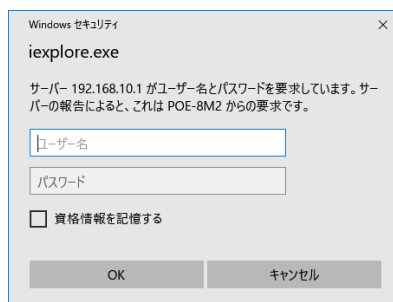 Windows セキュリティ
iexplore.exe
サーバー 192.168.10.1 がユーザー名とパスワードを要求しています。サー
バーの報告によると、これは POE-8M2 からの要求です。
ユーザー名
パスワード
資格情報を記憶する
OK キャンセル